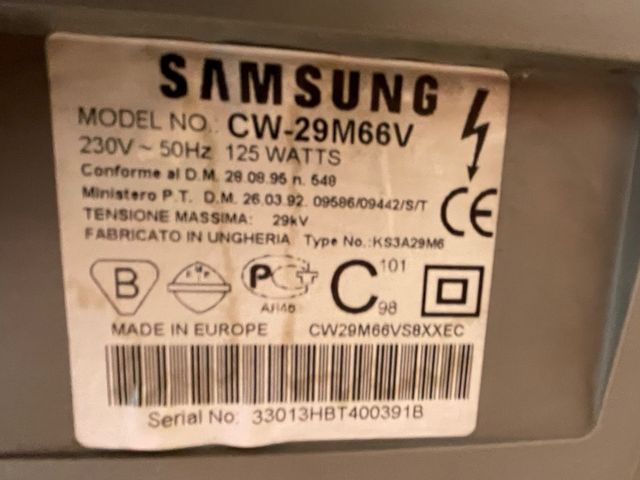 SAMSUNG
MODEL NO.: CW-29M66V
230V ~ 50Hz 125 WATTS
Conforme al D.M. 28.08.95 n. 548
Ministero P.T. D.M. 26.03.92 09586/09442/S/T
TENSIONE MASSIMA: 29kV
FABRICATO IN UNGHERIA Type No.: KS3A29M6
CE
B
PC
АЯ46
C 101 98
MADE IN EUROPE CW29M66VS8XXEC
Serial No: 33013HBT400391B